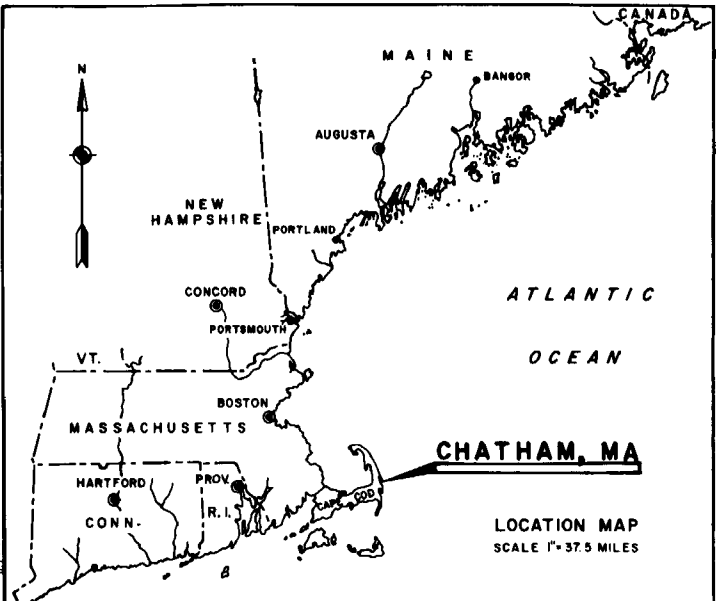 CANADA
MAINE
N
BANGOR
AUGUSTA
NEW
HAMPSHIRE
PORTLAND
CONCORD
ATLANTIC
PORTSMOUTH
OCEAN
VT.
BOSTON
MASSACHUSETTS
CHATHAM, MA
HARTFORD
PROV.
CAPE COD
R.I.
CONN.
LOCATION MAP
SCALE 1"= 37.5 MILES